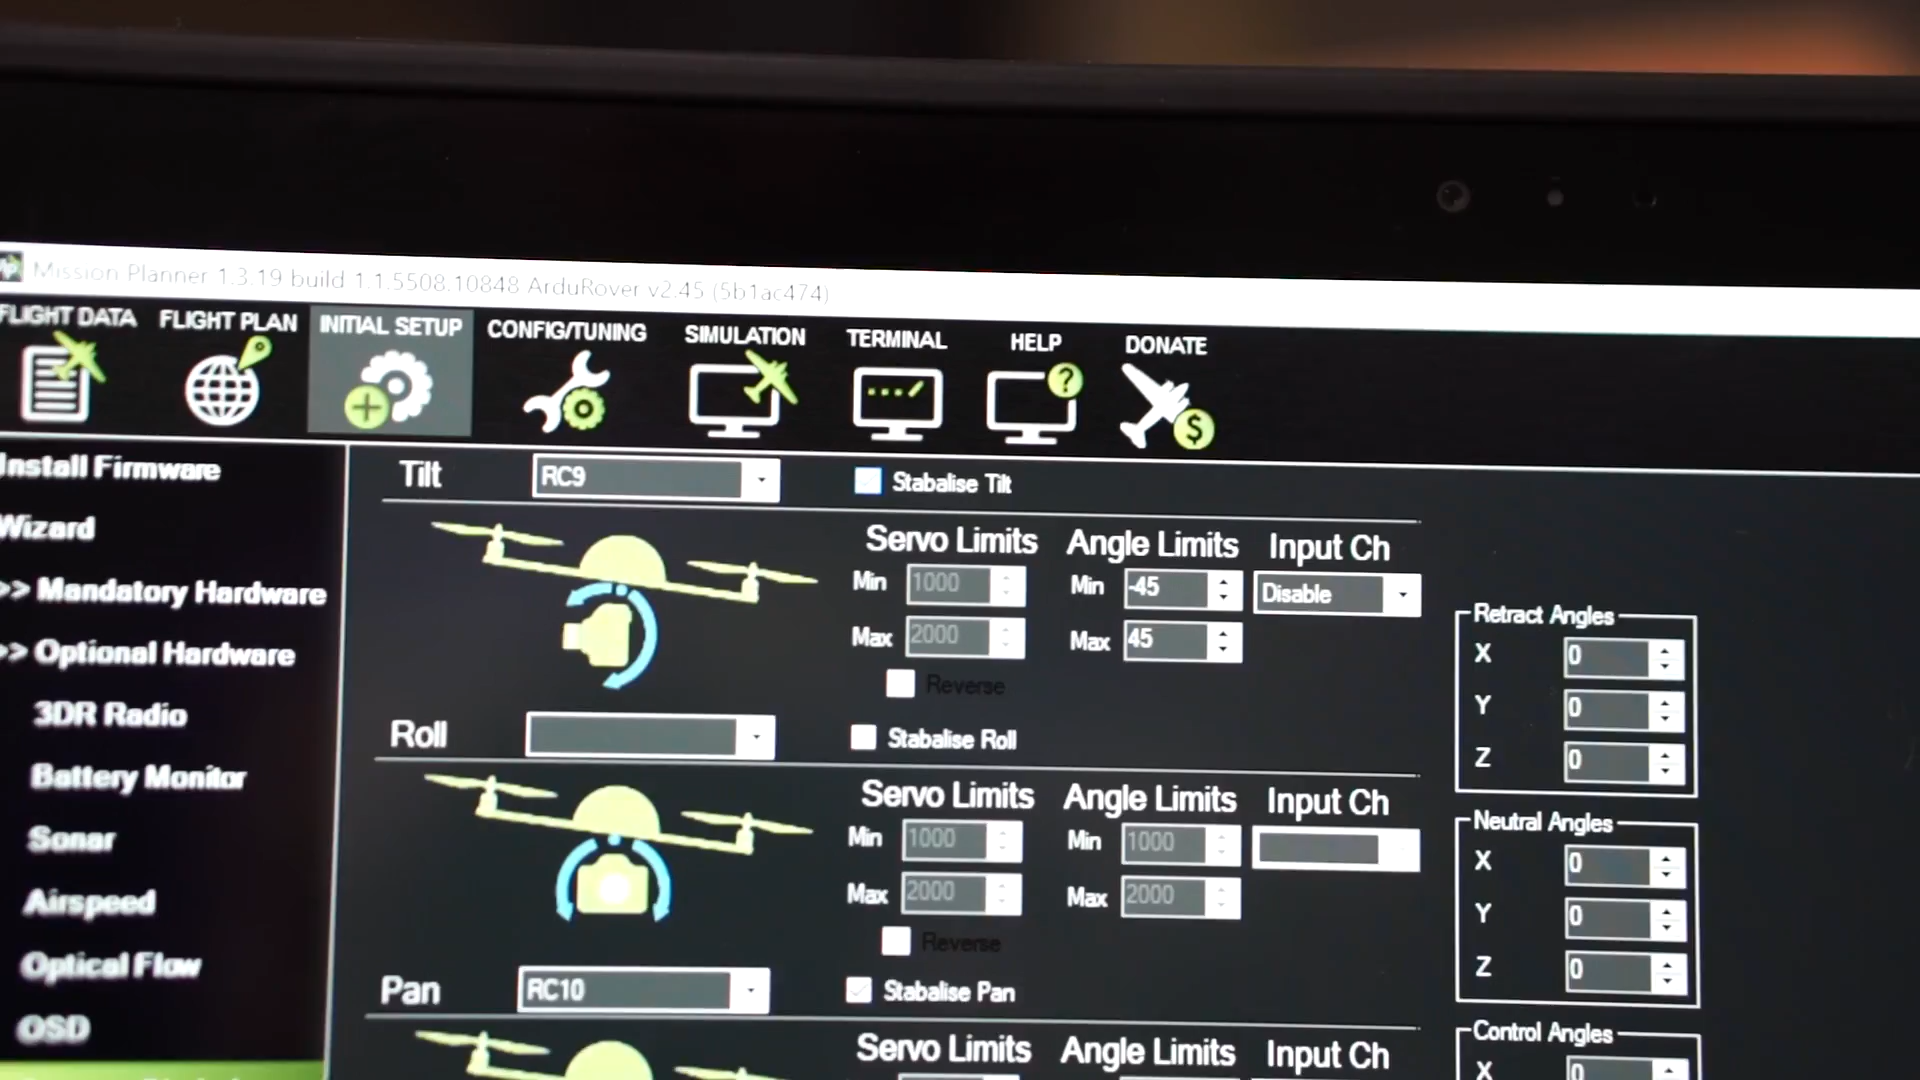 Mission Planner 1.3.19 build 1.1.5508.10848 ArduRover v2.45 (5b1ac474)
FLIGHT DATA FLIGHT PLAN INITIAL SETUP CONFIG/TUNING SIMULATION TERMINAL HELP DONATE
Install Firmware
Wizard
>> Mandatory Hardware
>> Optional Hardware
3DR Radio
Battery Monitor
Sonar
Airspeed
Optical Flow
OSD
Tilt RC9 Stabalise Tilt
Servo Limits Angle Limits Input Ch
Min 1000 Min -45 Disable
Max 2000 Max 45
Reverse
Roll Stabalise Roll
Servo Limits Angle Limits Input Ch
Min 1000 Min 1000
Max 2000 Max 2000
Reverse
Pan RC10 Stabalise Pan
Servo Limits Angle Limits Input Ch
Retract Angles
X 0
Y 0
Z 0
Neutral Angles
X 0
Y 0
Z 0
Control Angles
X 0